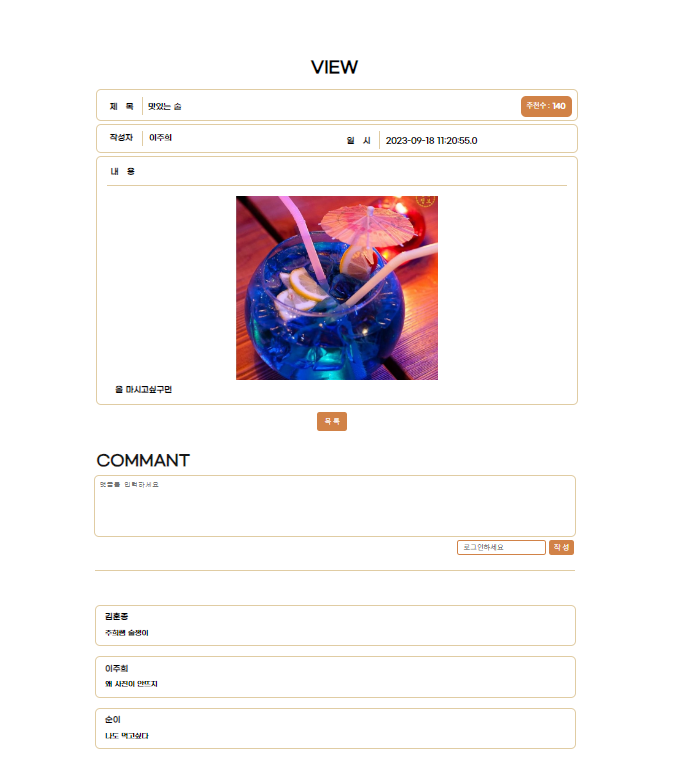 VIEW
제 목 맛있는 술 추천수 : 140
작성자 이주희 일 시 2023-09-18 11:20:55.0
내 용
을 마시고싶구먼
목록
COMMANT
댓글을 입력하세요
로그인하세요 작성
김훈종
주희쌤 술쟁이
이주희
왜 사진이 안뜨지
순이
나도 먹고싶다